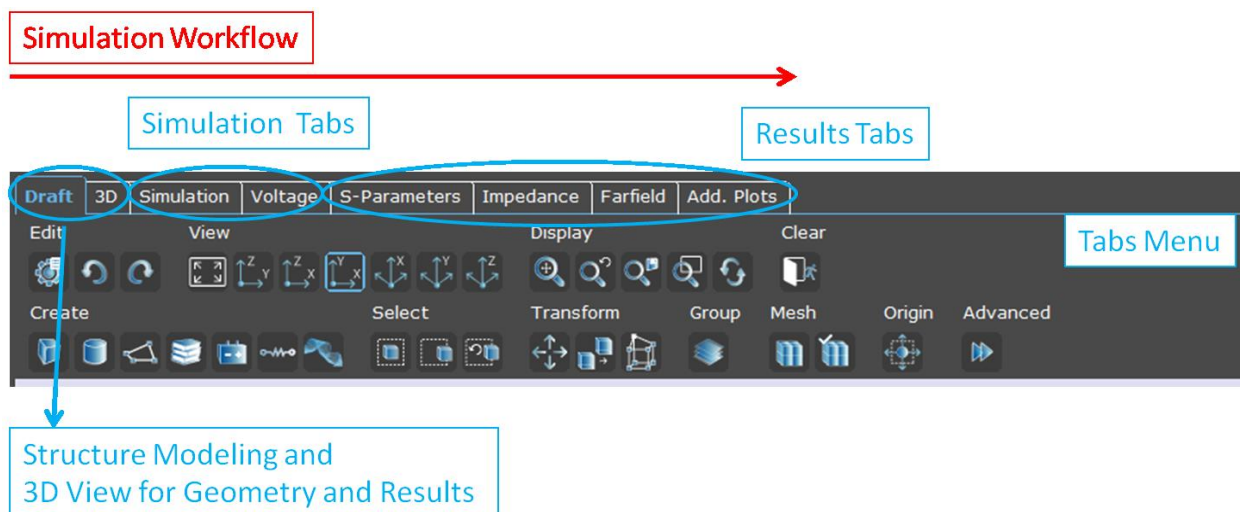 Simulation Workflow
Simulation Tabs
Results Tabs
Draft 3D Simulation Voltage S-Parameters Impedance Farfield Add. Plots
Edit View Display Clear
Tabs Menu
Z Y Z X Y X X Y Z
Create Select Transform Group Mesh Origin Advanced
Structure Modeling and
3D View for Geometry and Results